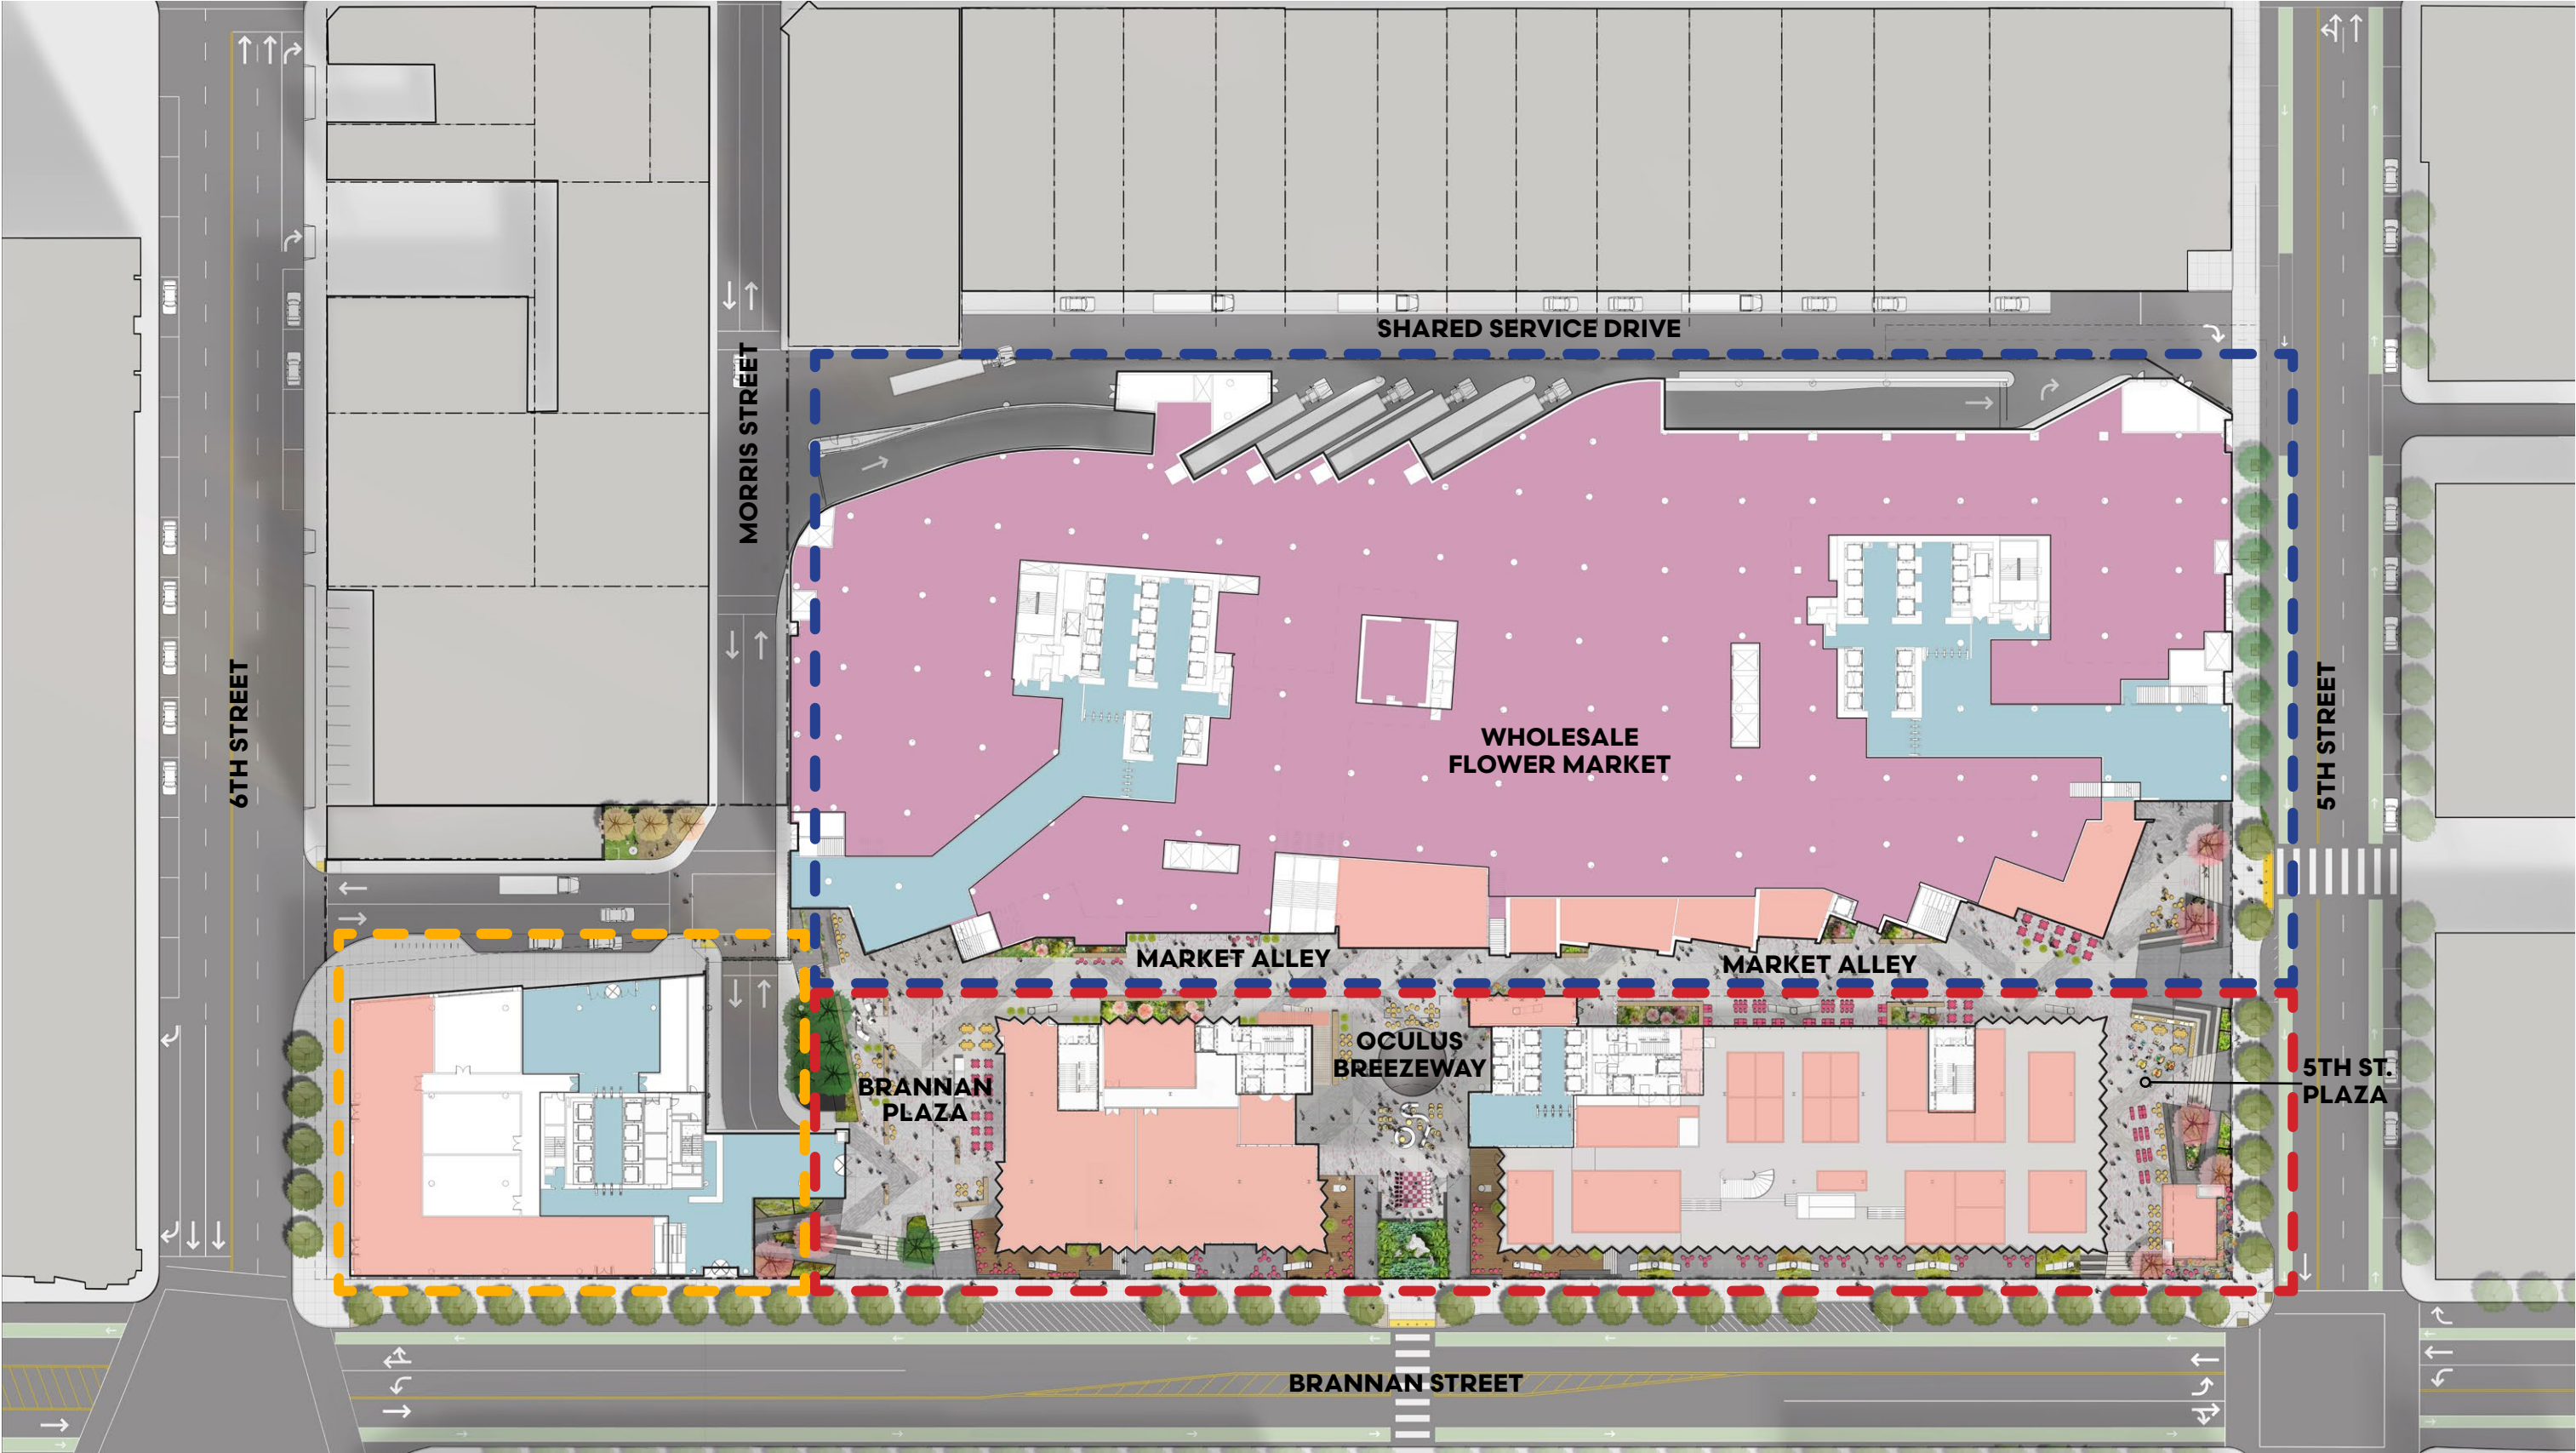 SHARED SERVICE DRIVE
MORRIS STREET
6TH STREET
5TH STREET
WHOLESALE
FLOWER MARKET
MARKET ALLEY
MARKET ALLEY
OCULUS
BREEZEWAY
BRANNAN
PLAZA
5TH ST.
PLAZA
BRANNAN STREET